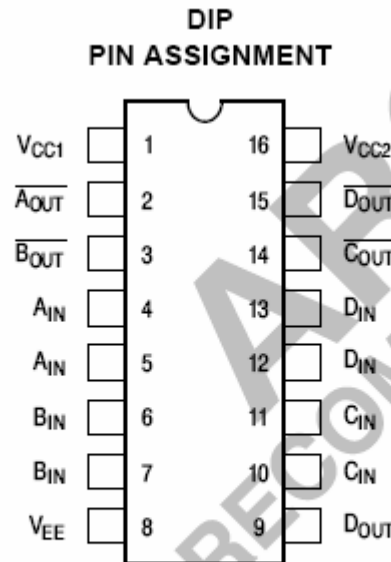 DIP
PIN ASSIGNMENT
VCC1 1 16 VCC2
AOUT 2 15 DOUT
BOUT 3 14 COUT
AIN 4 13 DIN
AIN 5 12 DIN
BIN 6 11 CIN
BIN 7 10 CIN
VEE 8 9 DOUT